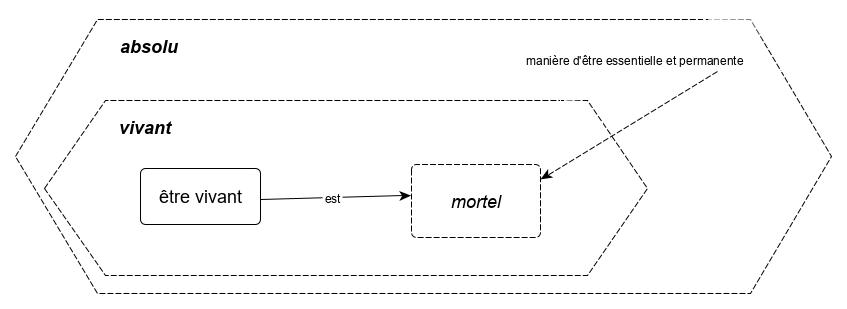 absolu
manière d'être essentielle et permanente
vivant
être vivant
est
mortel